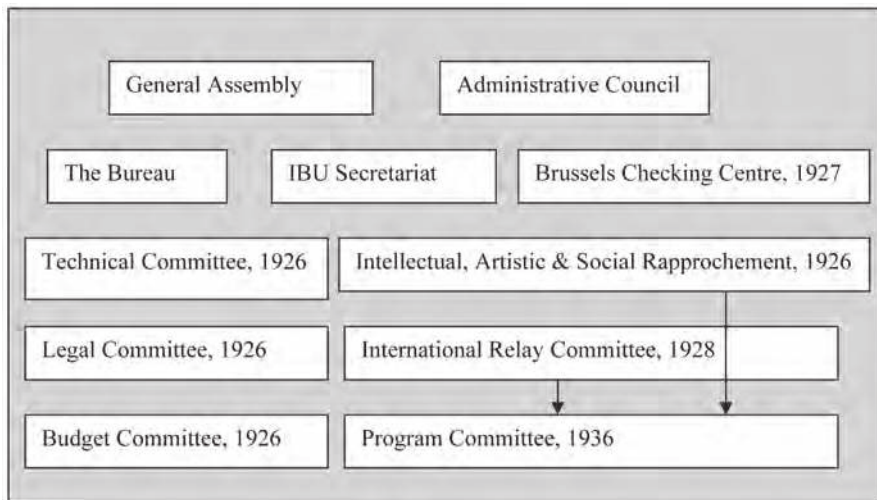 General Assembly
Administrative Council
The Bureau
IBU Secretariat
Brussels Checking Centre, 1927
Technical Committee, 1926
Intellectual, Artistic & Social Rapprochement, 1926
Legal Committee, 1926
International Relay Committee, 1928
Budget Committee, 1926
Program Committee, 1936